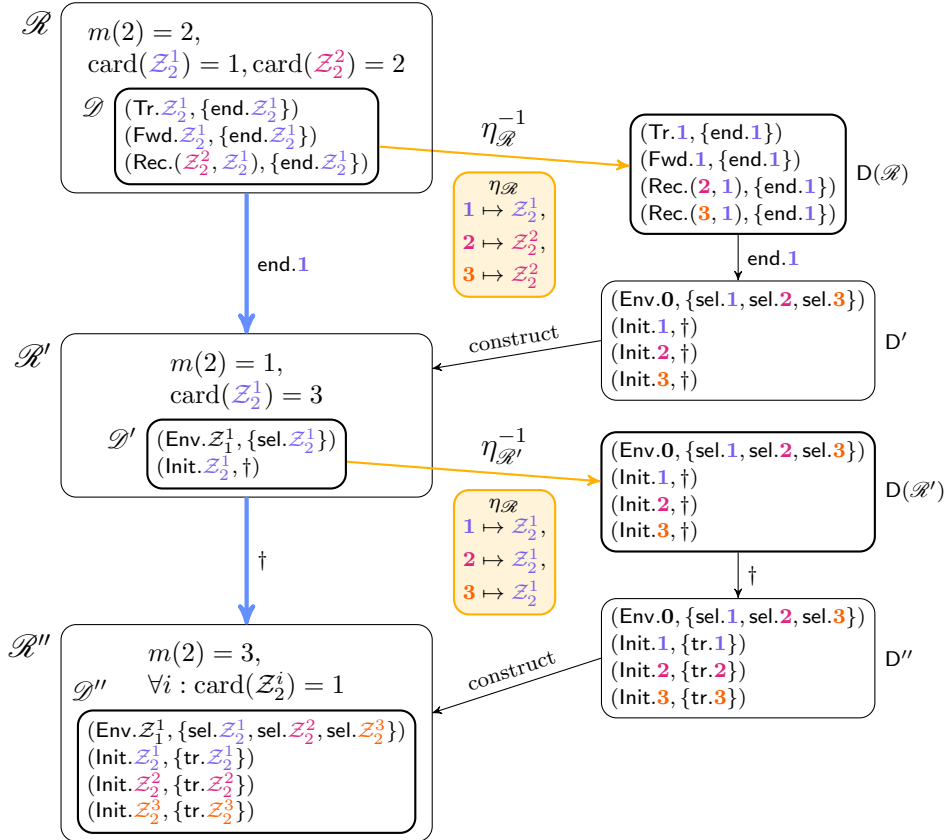 ℛ
m(2) = 2,
card(𝒵₂¹) = 1, card(𝒵₂²) = 2
𝒟
(Tr.𝒵₂¹, {end.𝒵₂¹})
(Fwd.𝒵₂¹, {end.𝒵₂¹})
(Rec.(𝒵₂², 𝒵₂¹), {end.𝒵₂¹})
η_ℛ⁻¹
η_ℛ
1 ↦ 𝒵₂¹,
2 ↦ 𝒵₂²,
3 ↦ 𝒵₂²
(Tr.1, {end.1})
(Fwd.1, {end.1})
(Rec.(2, 1), {end.1})
(Rec.(3, 1), {end.1})
D(ℛ)
end.1
end.1
(Env.0, {sel.1, sel.2, sel.3})
(Init.1, †)
(Init.2, †)
(Init.3, †)
D′
construct
ℛ′
m(2) = 1,
card(𝒵₂¹) = 3
𝒟′
(Env.𝒵₁¹, {sel.𝒵₂¹})
(Init.𝒵₂¹, †)
η_ℛ′⁻¹
η_ℛ
1 ↦ 𝒵₂¹,
2 ↦ 𝒵₂¹,
3 ↦ 𝒵₂¹
(Env.0, {sel.1, sel.2, sel.3})
(Init.1, †)
(Init.2, †)
(Init.3, †)
D(ℛ′)
†
†
(Env.0, {sel.1, sel.2, sel.3})
(Init.1, {tr.1})
(Init.2, {tr.2})
(Init.3, {tr.3})
D″
construct
ℛ″
m(2) = 3,
∀i : card(𝒵₂ⁱ) = 1
𝒟″
(Env.𝒵₁¹, {sel.𝒵₂¹, sel.𝒵₂², sel.𝒵₂³})
(Init.𝒵₂¹, {tr.𝒵₂¹})
(Init.𝒵₂², {tr.𝒵₂²})
(Init.𝒵₂³, {tr.𝒵₂³})